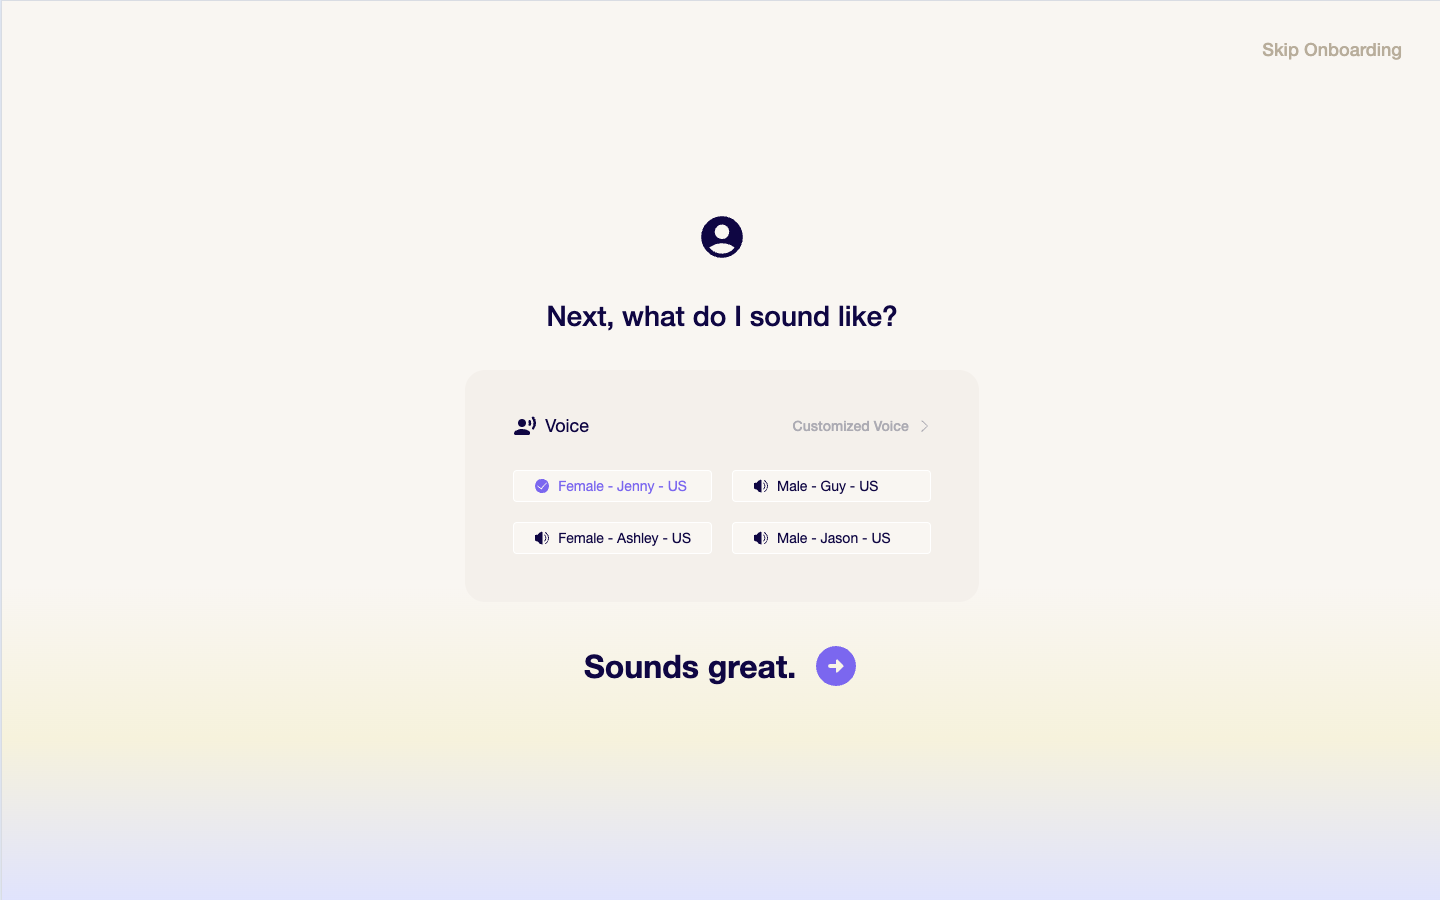 Skip Onboarding
Next, what do I sound like?
Voice
Customized Voice
Female - Jenny - US
Male - Guy - US
Female - Ashley - US
Male - Jason - US
Sounds great.